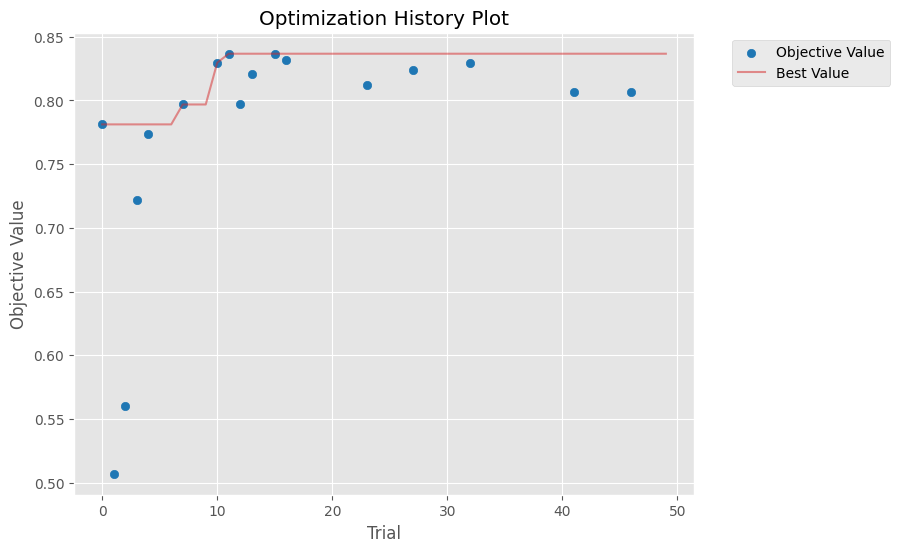 Optimization History Plot
Objective Value
Best Value
0.85
0.80
0.75
0.70
0.65
0.60
0.55
0.50
Objective Value
0
10
20
30
40
50
Trial